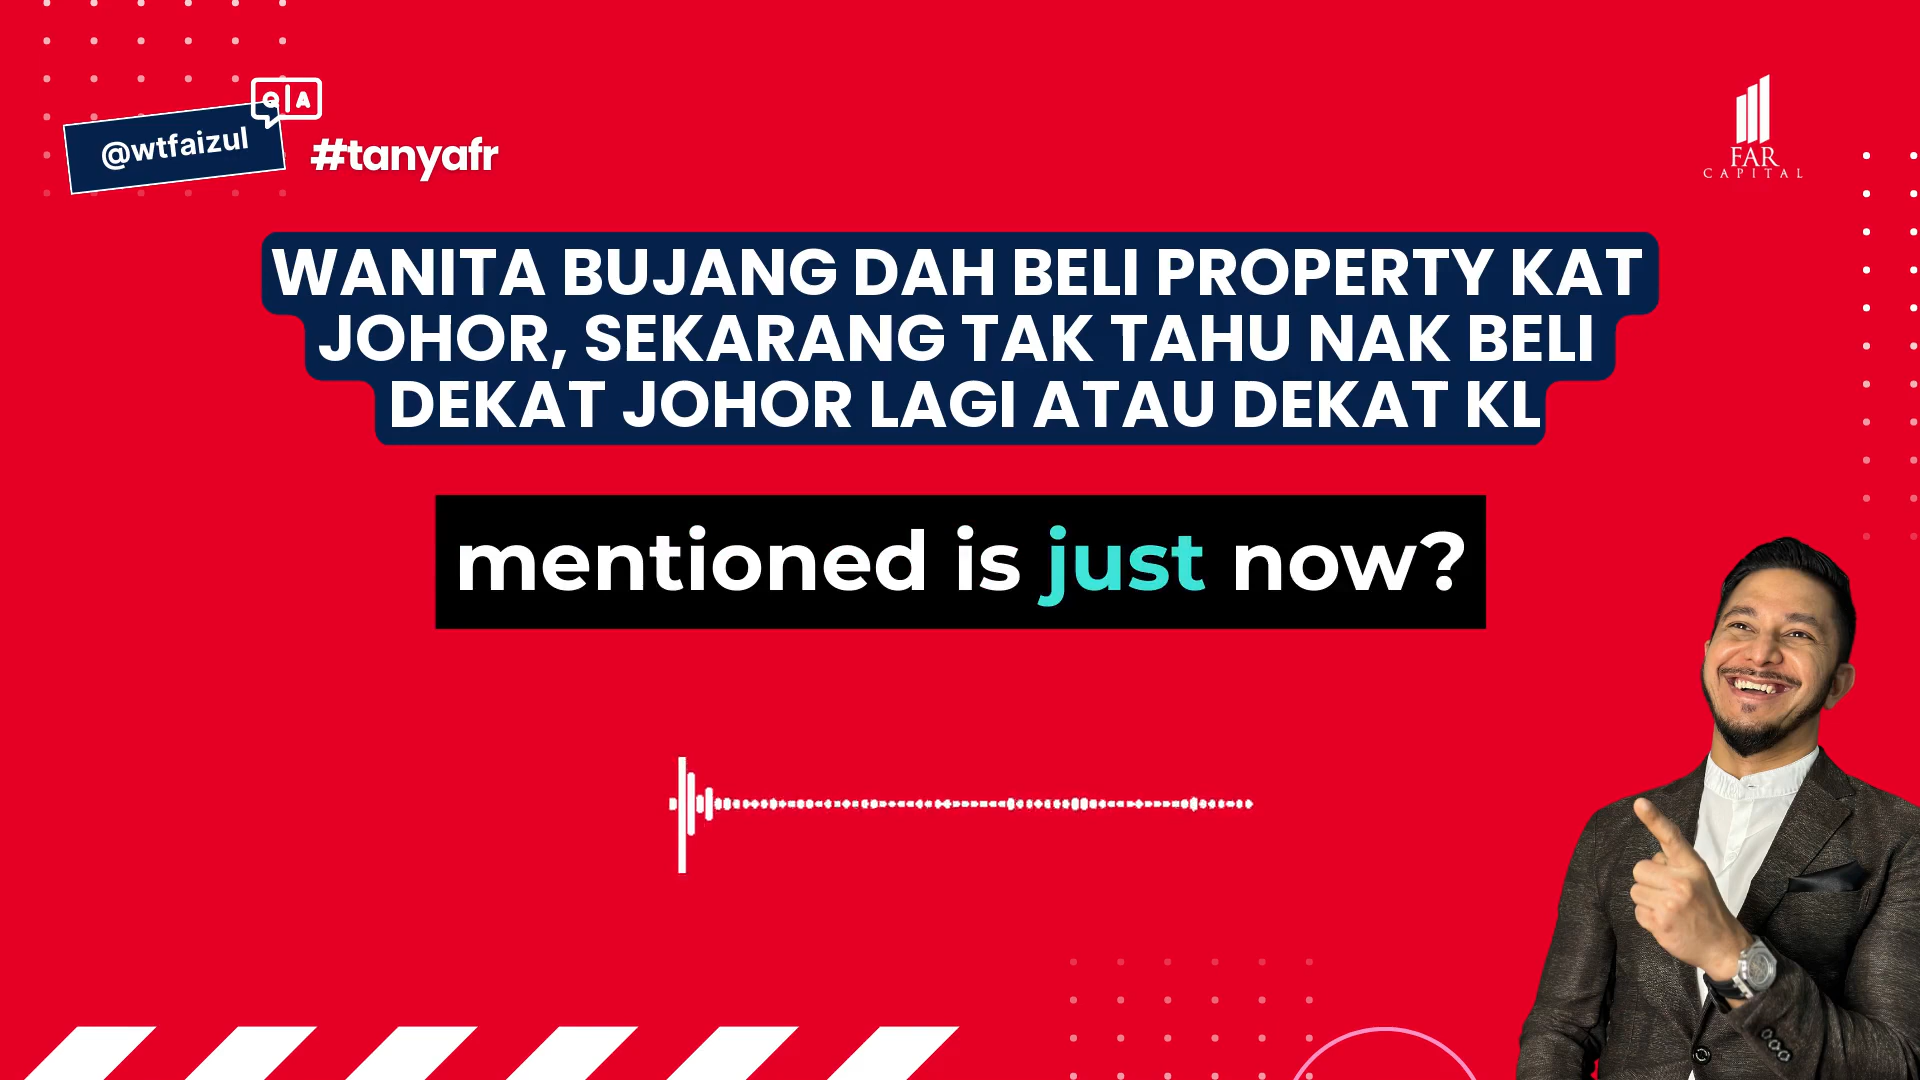 Q|A
@wtfaizul
#tanyafr
FAR
CAPITAL
WANITA BUJANG DAH BELI PROPERTY KAT
JOHOR, SEKARANG TAK TAHU NAK BELI
DEKAT JOHOR LAGI ATAU DEKAT KL
mentioned is just now?